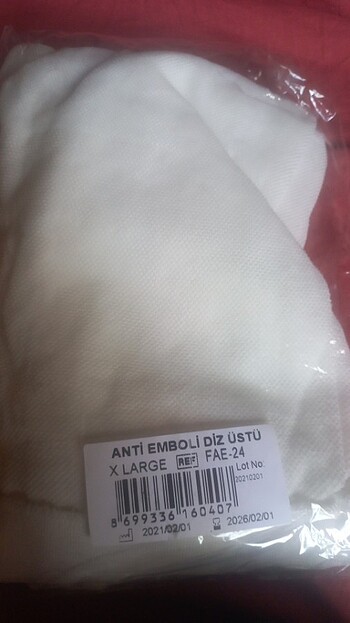 ANTİ EMBOLİ DİZ ÜSTÜ
X LARGE REF FAE-24
Lot No:
20210201
8 699336 160407
2021/02/01 2026/02/01